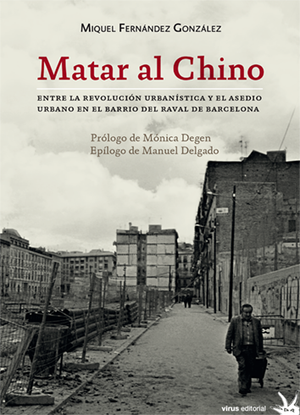 MIQUEL FERNÁNDEZ GONZÁLEZ
Matar al Chino
ENTRE LA REVOLUCIÓN URBANÍSTICA Y EL ASEDIO
URBANO EN EL BARRIO DEL RAVAL DE BARCELONA
Prólogo de Mónica Degen
Epílogo de Manuel Delgado
virus editorial